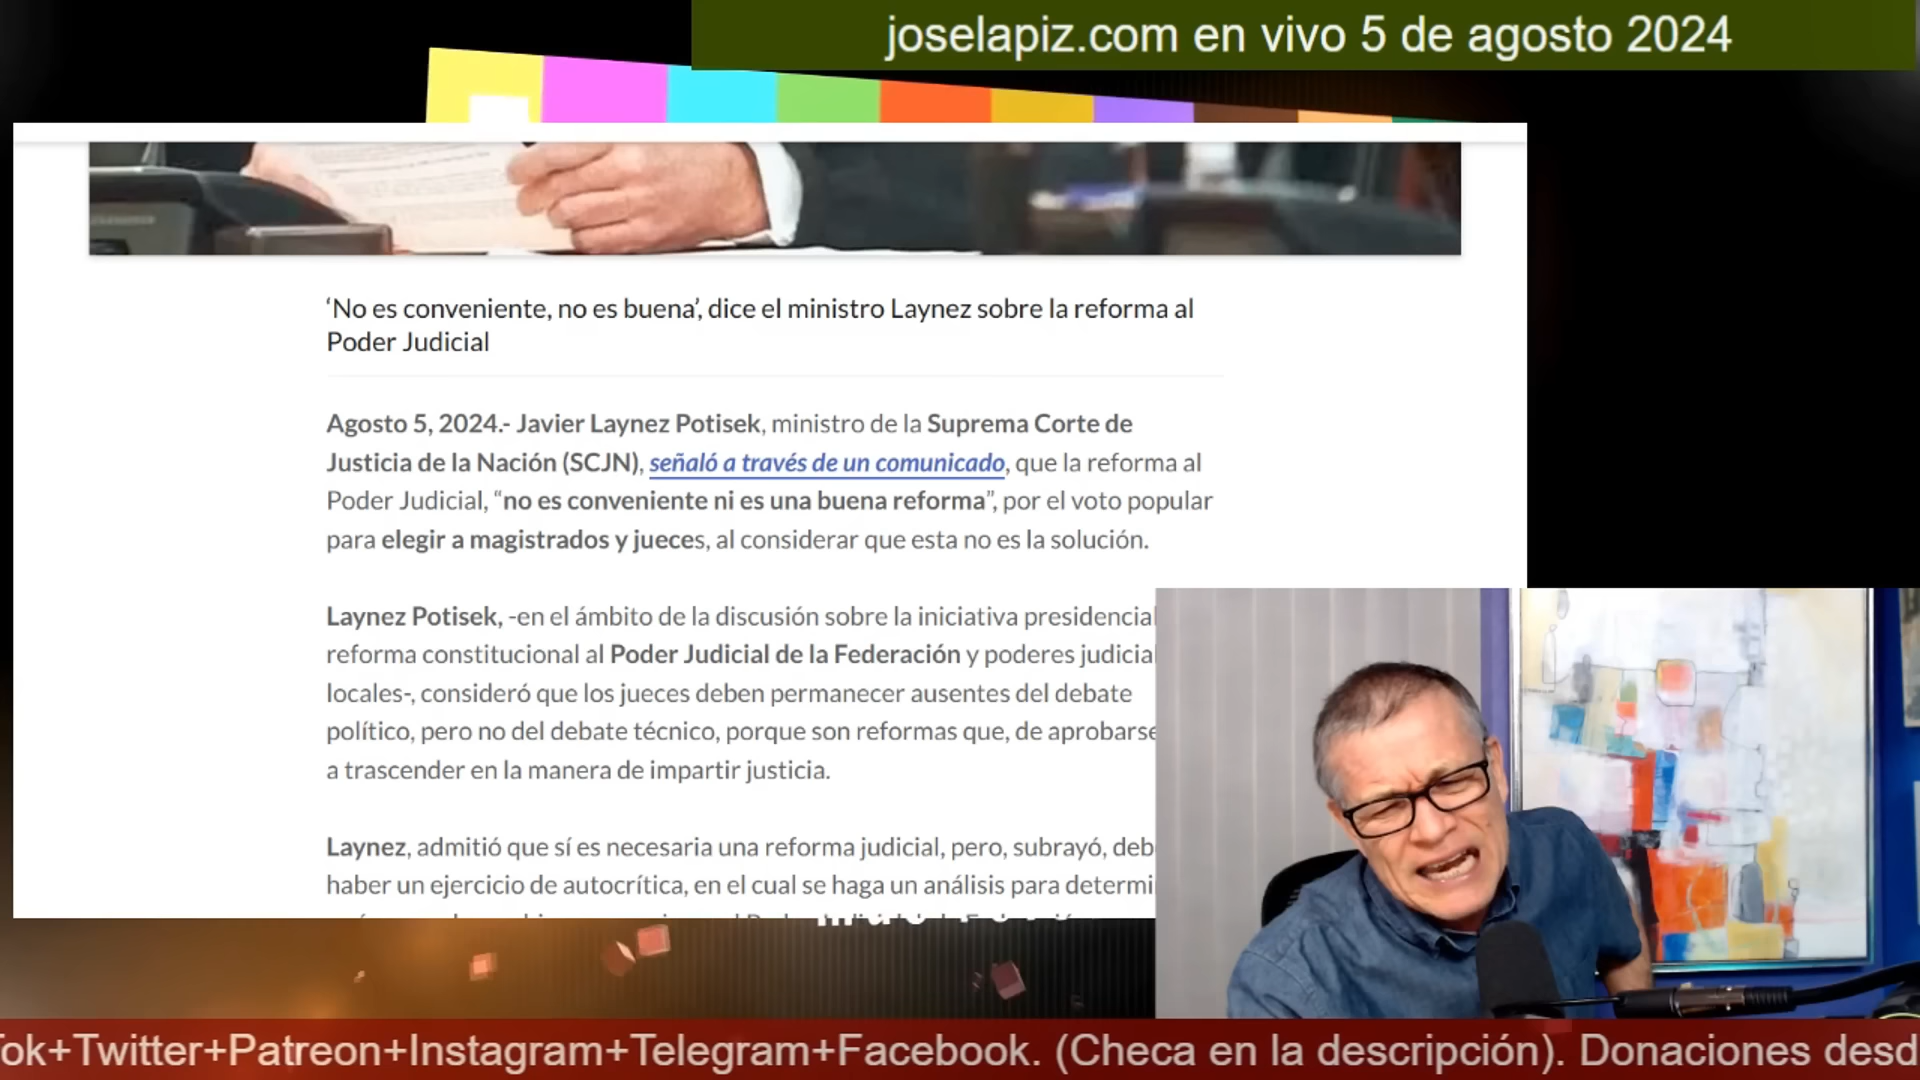 joselapiz.com en vivo 5 de agosto 2024
‘No es conveniente, no es buena’, dice el ministro Laynez sobre la reforma al
Poder Judicial
Agosto 5, 2024.- Javier Laynez Potisek, ministro de la Suprema Corte de
Justicia de la Nación (SCJN), señaló a través de un comunicado, que la reforma al
Poder Judicial, “no es conveniente ni es una buena reforma”, por el voto popular
para elegir a magistrados y jueces, al considerar que esta no es la solución.
Laynez Potisek, -en el ámbito de la discusión sobre la iniciativa presidencial
reforma constitucional al Poder Judicial de la Federación y poderes judicial
locales-, consideró que los jueces deben permanecer ausentes del debate
político, pero no del debate técnico, porque son reformas que, de aprobarse
a trascender en la manera de impartir justicia.
Laynez, admitió que sí es necesaria una reforma judicial, pero, subrayó, deb
haber un ejercicio de autocrítica, en el cual se haga un análisis para determi
Tok+Twitter+Patreon+Instagram+Telegram+Facebook. (Checa en la descripción). Donaciones desd